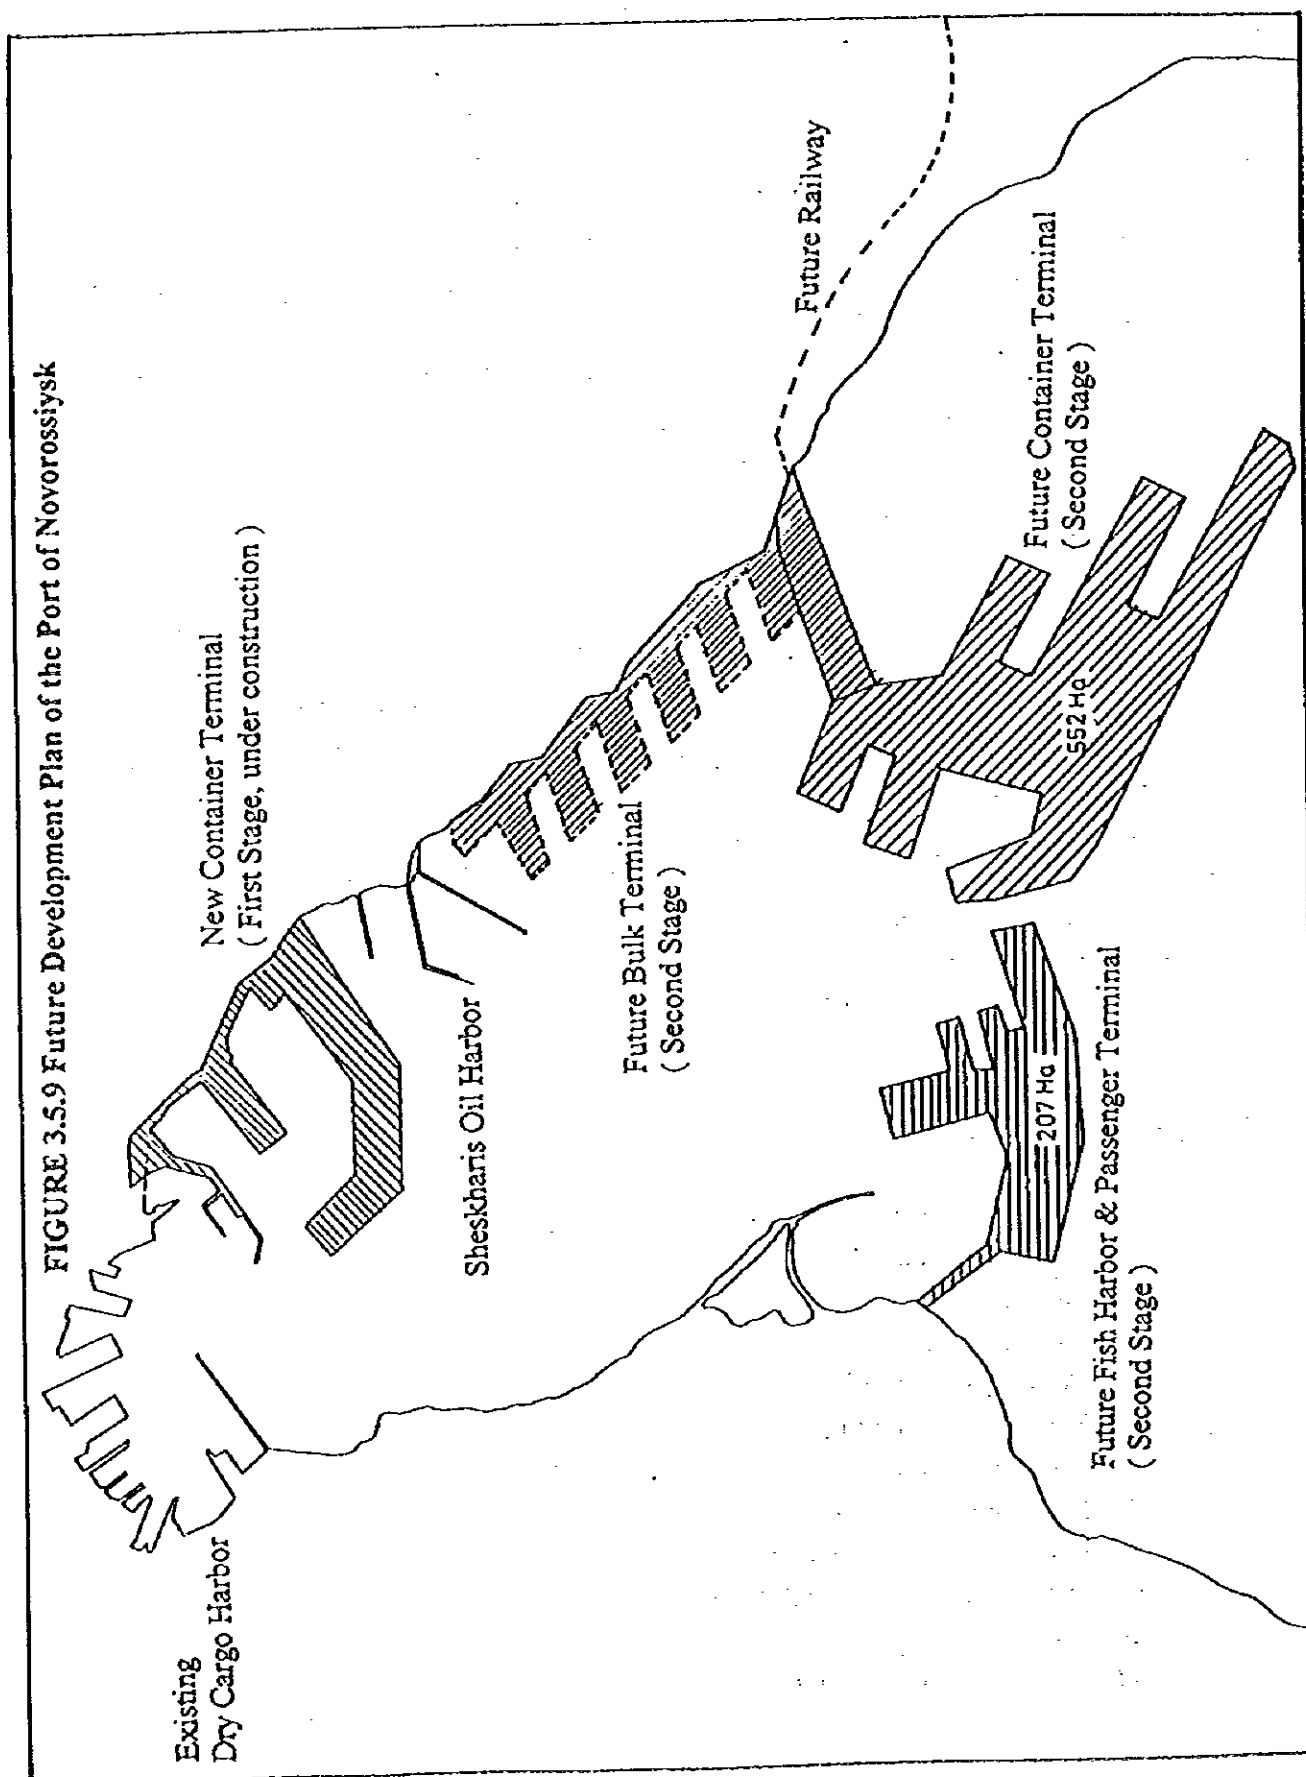 FIGURE 3.5.9 Future Development Plan of the Port of Novorossiysk
Existing
Dry Cargo Harbor
New Container Terminal
( First Stage, under construction )
Sheskharis Oil Harbor
Future Bulk Terminal
( Second Stage )
Future Railway
Future Container Terminal
( Second Stage )
552 Ha
207 Ha
Future Fish Harbor & Passenger Terminal
( Second Stage )